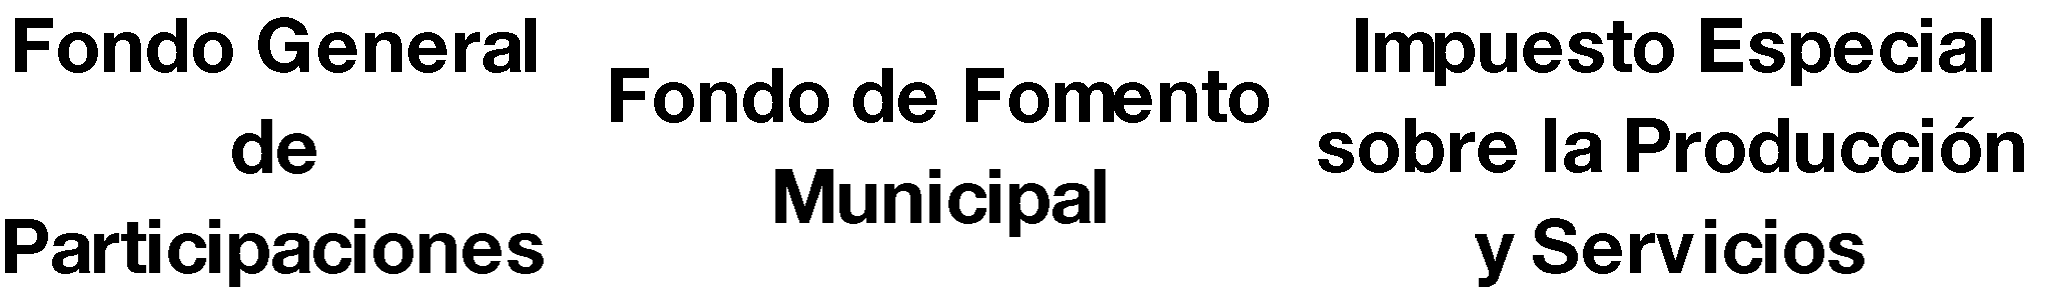 Fondo General
de
Participaciones
Fondo de Fomento
Municipal
Impuesto Especial
sobre la Producción
y Servicios